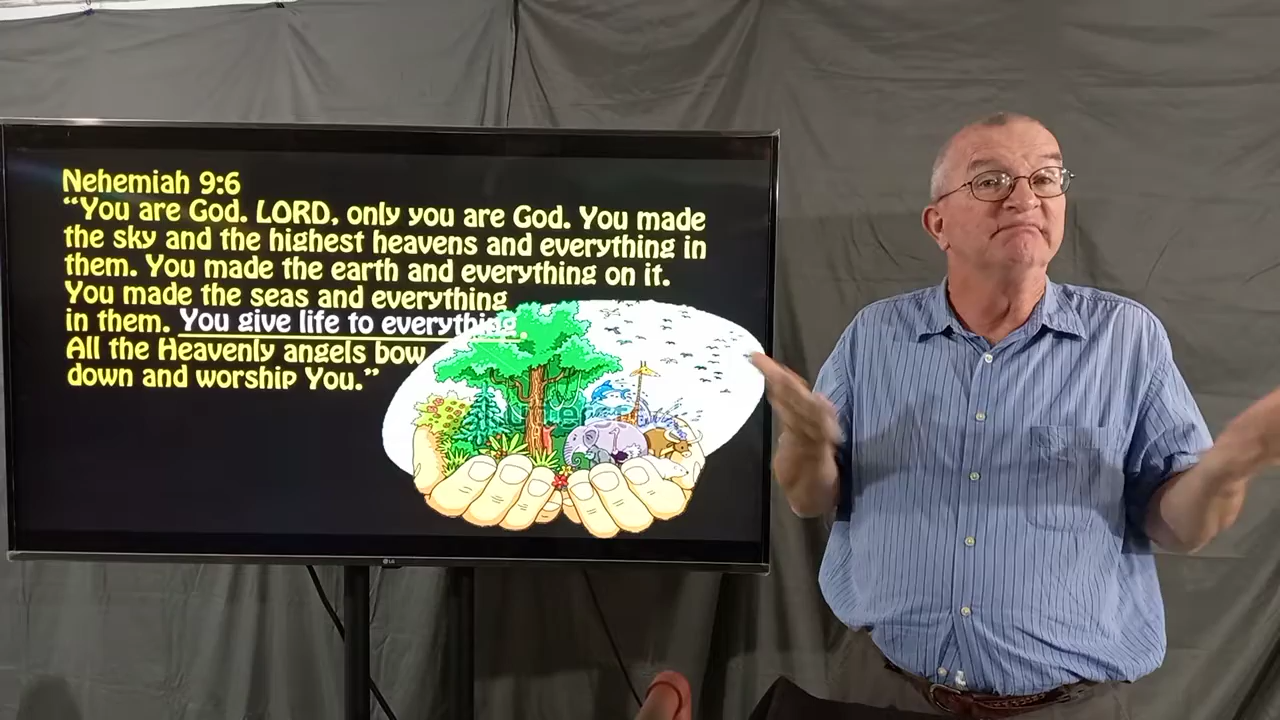 Nehemiah 9:6
“You are God. LORD, only you are God. You made
the sky and the highest heavens and everything in
them. You made the earth and everything on it.
You made the seas and everything
in them. You give life to everything.
All the Heavenly angels bow
down and worship You.”
LG